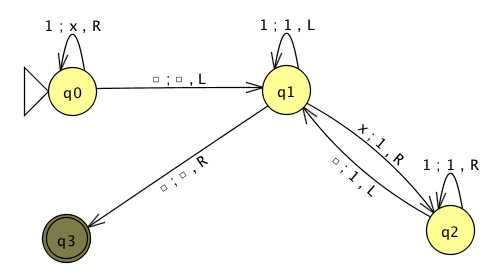 1 ; x , R
1 ; 1 , L
q0
□ ; □ , L
q1
x ; 1 , R
□ ; 1 , L
1 ; 1 , R
□ ; □ , R
q2
q3